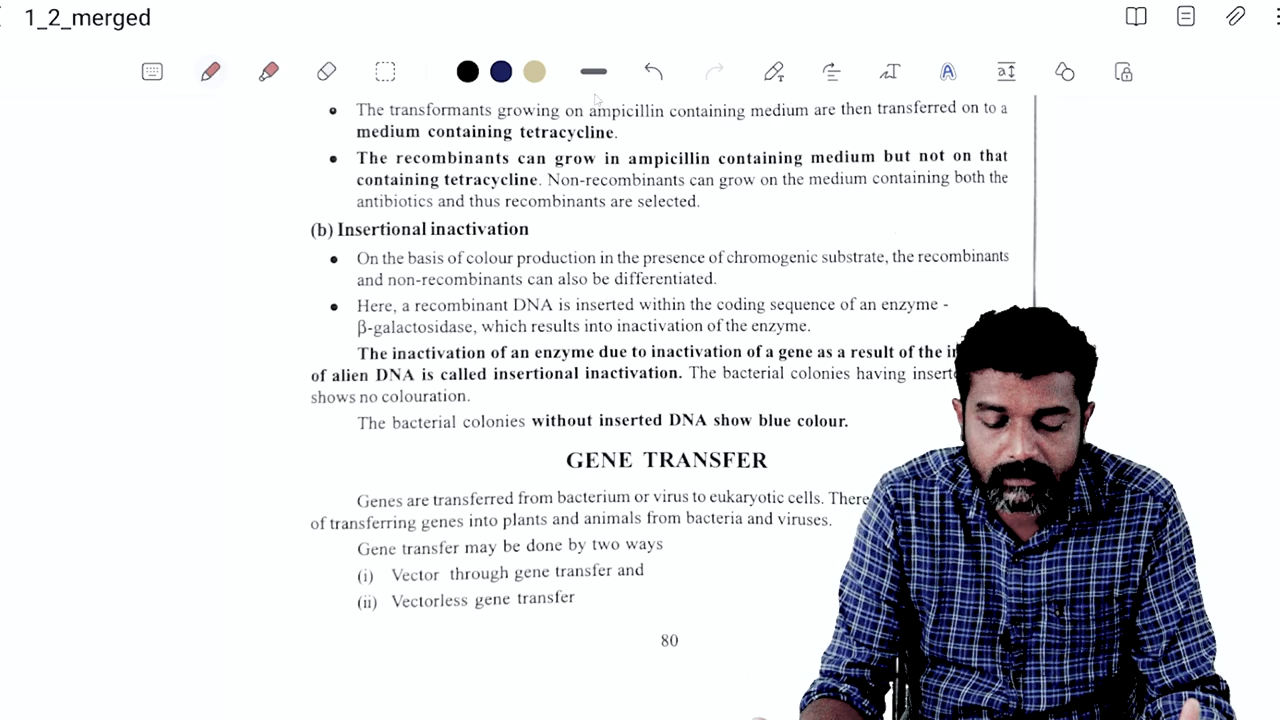 1_2_merged
• The transformants growing on ampicillin containing medium are then transferred on to a
medium containing tetracycline.
• The recombinants can grow in ampicillin containing medium but not on that
containing tetracycline. Non-recombinants can grow on the medium containing both the
antibiotics and thus recombinants are selected.
(b) Insertional inactivation
• On the basis of colour production in the presence of chromogenic substrate, the recombinants
and non-recombinants can also be differentiated.
• Here, a recombinant DNA is inserted within the coding sequence of an enzyme -
β-galactosidase, which results into inactivation of the enzyme.
The inactivation of an enzyme due to inactivation of a gene as a result of the
of alien DNA is called insertional inactivation. The bacterial colonies having
shows no colouration.
The bacterial colonies without inserted DNA show blue colour.
GENE TRANSFER
Genes are transferred from bacterium or virus to eukaryotic cells. There
of transferring genes into plants and animals from bacteria and viruses.
Gene transfer may be done by two ways
(i) Vector through gene transfer and
(ii) Vectorless gene transfer
80